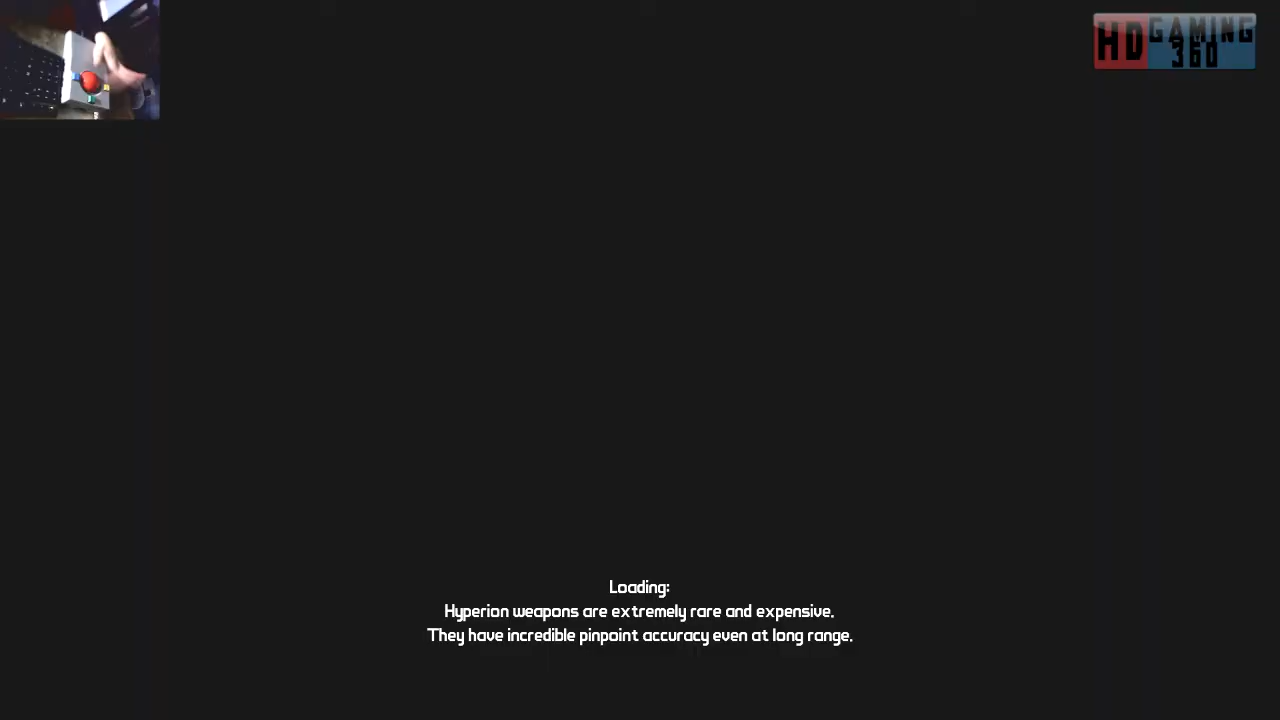 HD GAMING
360
Loading:
Hyperion weapons are extremely rare and expensive.
They have incredible pinpoint accuracy even at long range.